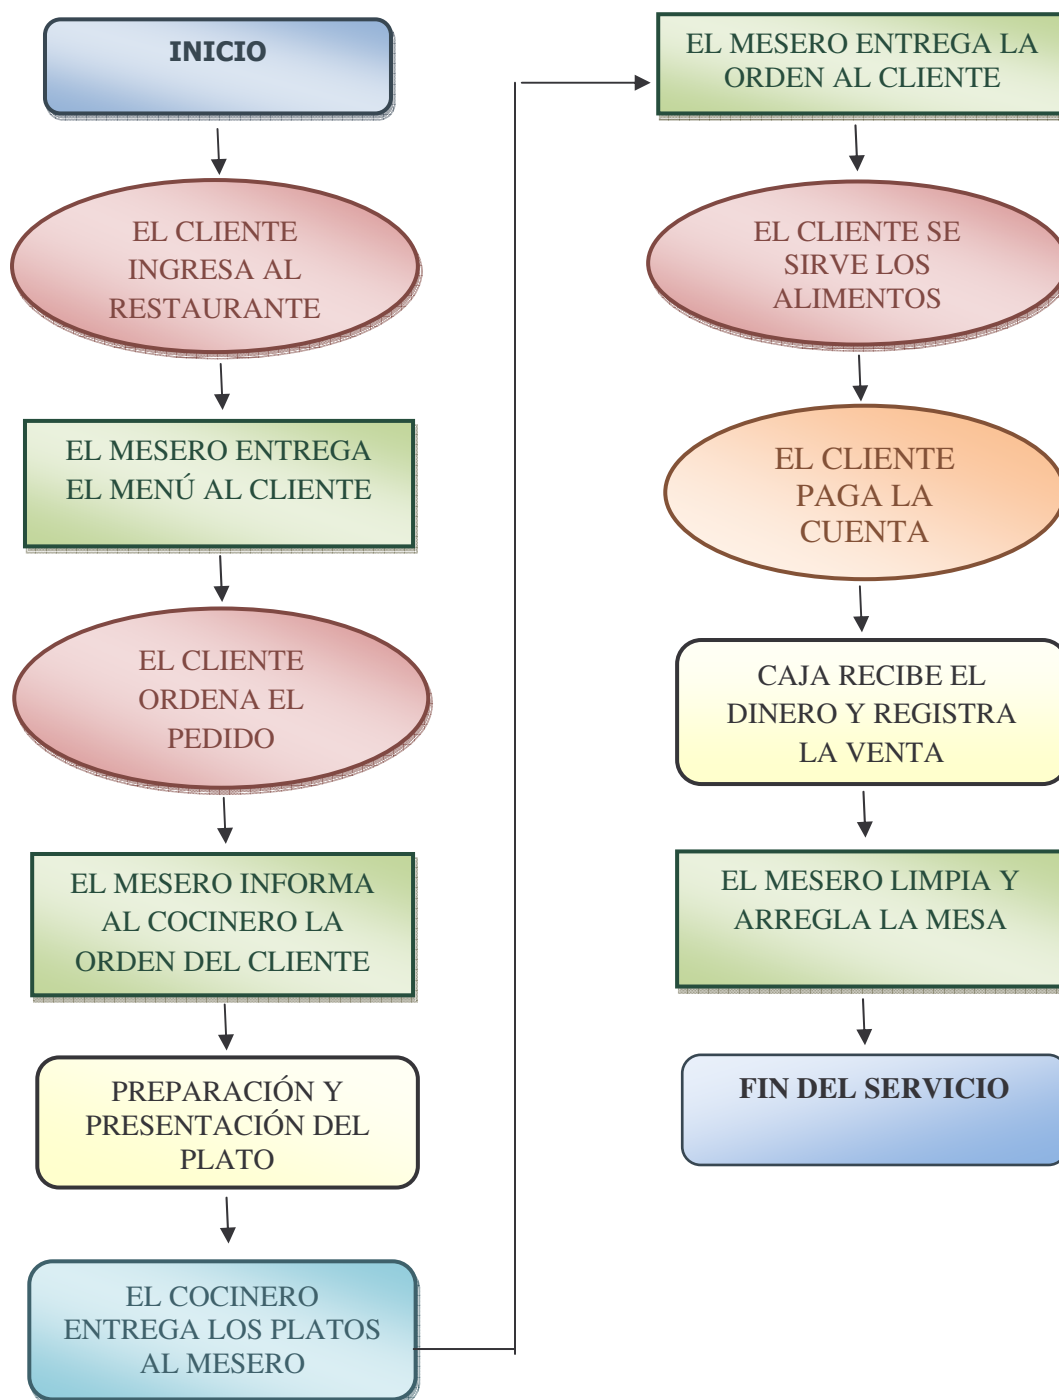 INICIO
EL CLIENTE
INGRESA AL
RESTAURANTE
EL MESERO ENTREGA
EL MENÚ AL CLIENTE
EL CLIENTE
ORDENA EL
PEDIDO
EL MESERO INFORMA
AL COCINERO LA
ORDEN DEL CLIENTE
PREPARACIÓN Y
PRESENTACIÓN DEL
PLATO
EL COCINERO
ENTREGA LOS PLATOS
AL MESERO
EL MESERO ENTREGA LA
ORDEN AL CLIENTE
EL CLIENTE SE
SIRVE LOS
ALIMENTOS
EL CLIENTE
PAGA LA
CUENTA
CAJA RECIBE EL
DINERO Y REGISTRA
LA VENTA
EL MESERO LIMPIA Y
ARREGLA LA MESA
FIN DEL SERVICIO